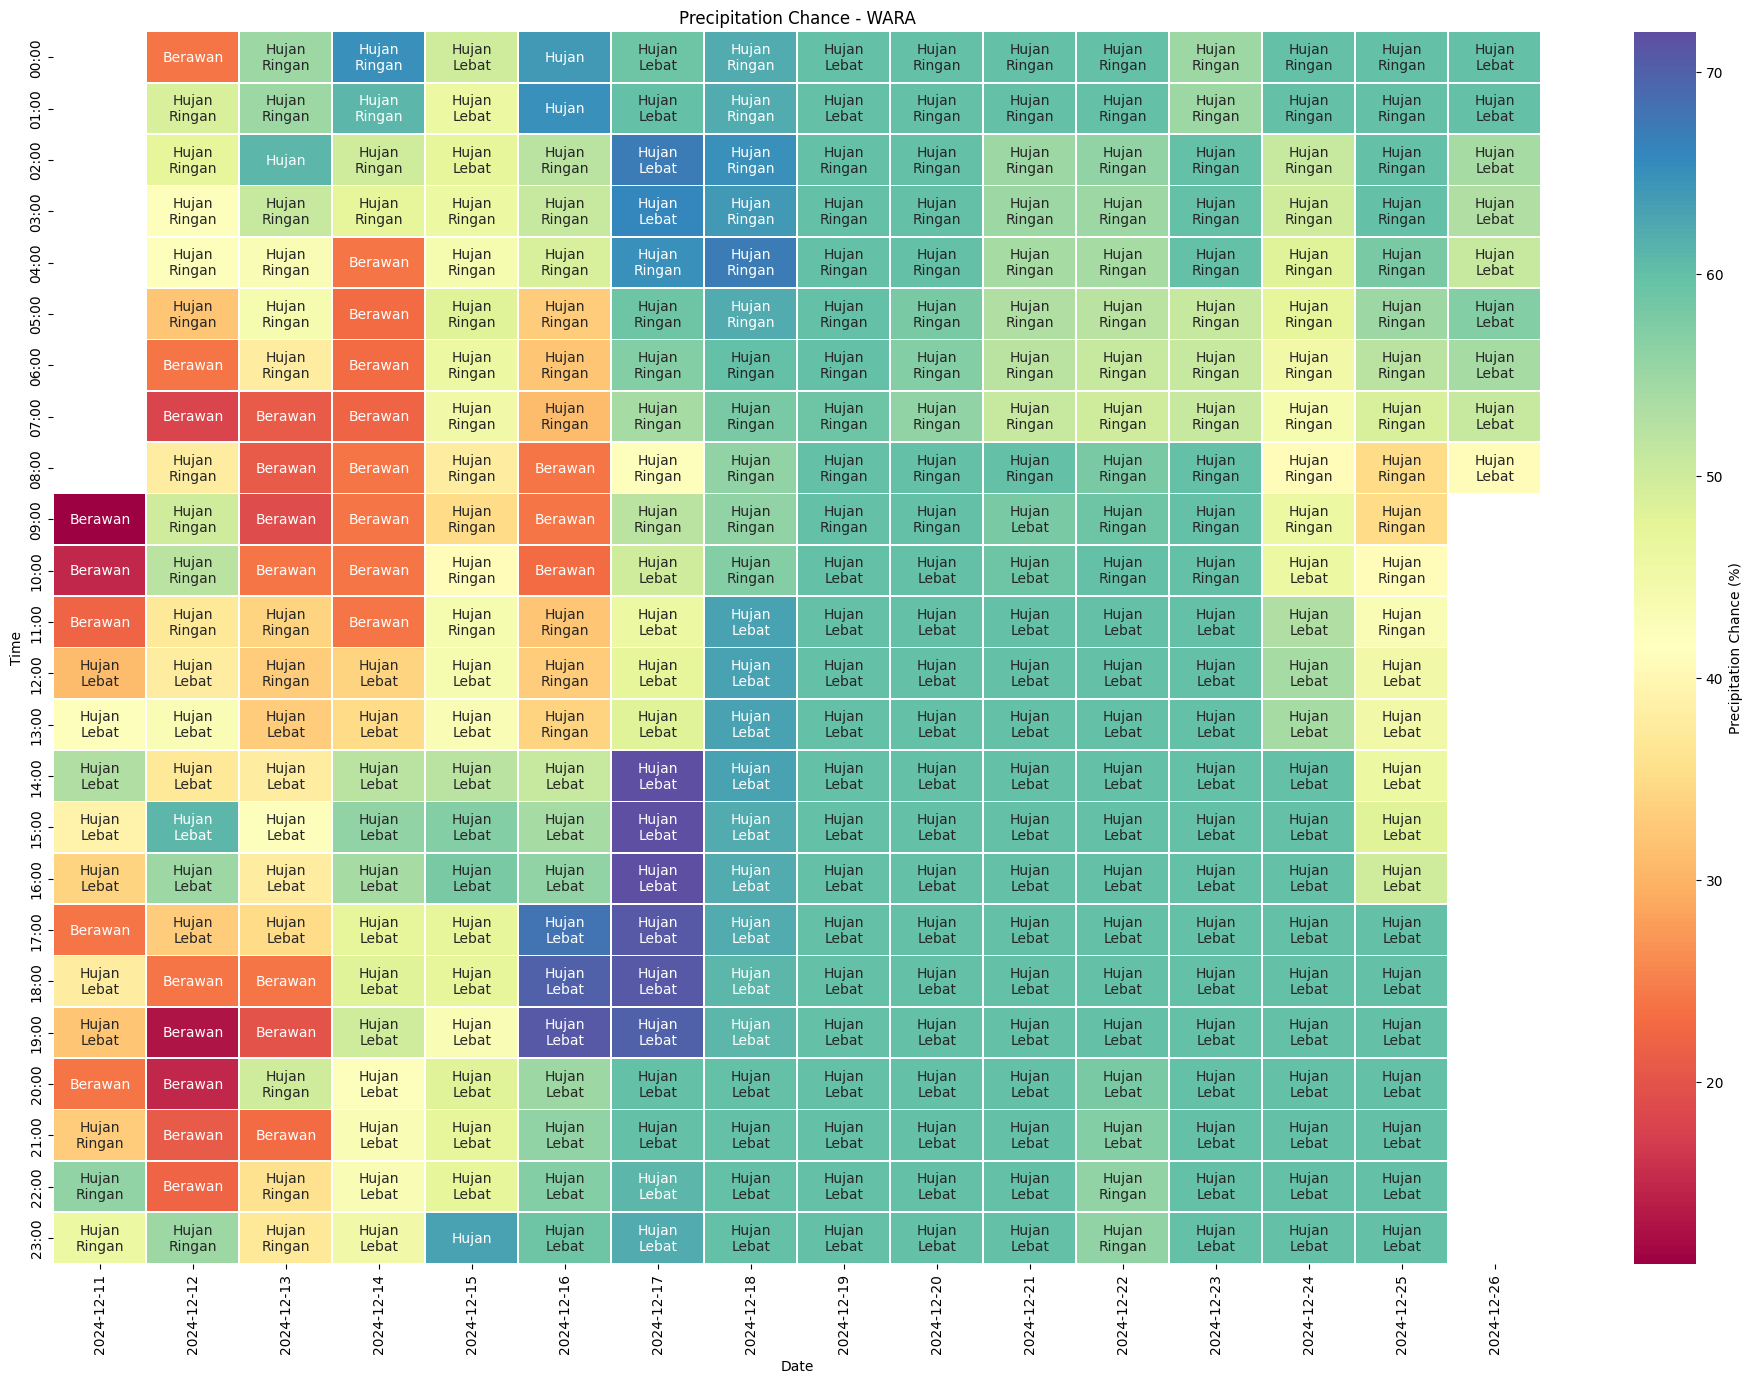 Precipitation Chance - WARA
00:00 Berawan Hujan Ringan Hujan Ringan Hujan Lebat Hujan Hujan Lebat Hujan Ringan Hujan Lebat Hujan Ringan Hujan Ringan Hujan Ringan Hujan Ringan Hujan Ringan Hujan Ringan Hujan Lebat
01:00 Hujan Ringan Hujan Ringan Hujan Ringan Hujan Lebat Hujan Hujan Lebat Hujan Ringan Hujan Lebat Hujan Ringan Hujan Ringan Hujan Ringan Hujan Ringan Hujan Ringan Hujan Ringan Hujan Lebat
02:00 Hujan Ringan Hujan Hujan Ringan Hujan Lebat Hujan Ringan Hujan Lebat Hujan Ringan Hujan Ringan Hujan Ringan Hujan Ringan Hujan Ringan Hujan Ringan Hujan Ringan Hujan Ringan Hujan Lebat
03:00 Hujan Ringan Hujan Ringan Hujan Ringan Hujan Ringan Hujan Ringan Hujan Lebat Hujan Ringan Hujan Ringan Hujan Ringan Hujan Ringan Hujan Ringan Hujan Ringan Hujan Ringan Hujan Ringan Hujan Lebat
04:00 Hujan Ringan Hujan Ringan Berawan Hujan Ringan Hujan Ringan Hujan Ringan Hujan Ringan Hujan Ringan Hujan Ringan Hujan Ringan Hujan Ringan Hujan Ringan Hujan Ringan Hujan Ringan Hujan Lebat
05:00 Hujan Ringan Hujan Ringan Berawan Hujan Ringan Hujan Ringan Hujan Ringan Hujan Ringan Hujan Ringan Hujan Ringan Hujan Ringan Hujan Ringan Hujan Ringan Hujan Ringan Hujan Ringan Hujan Lebat
06:00 Berawan Hujan Ringan Berawan Hujan Ringan Hujan Ringan Hujan Ringan Hujan Ringan Hujan Ringan Hujan Ringan Hujan Ringan Hujan Ringan Hujan Ringan Hujan Ringan Hujan Ringan Hujan Lebat
07:00 Berawan Berawan Berawan Hujan Ringan Hujan Ringan Hujan Ringan Hujan Ringan Hujan Ringan Hujan Ringan Hujan Ringan Hujan Ringan Hujan Ringan Hujan Ringan Hujan Ringan Hujan Lebat
08:00 Hujan Ringan Berawan Berawan Hujan Ringan Berawan Hujan Ringan Hujan Ringan Hujan Ringan Hujan Ringan Hujan Ringan Hujan Ringan Hujan Ringan Hujan Ringan Hujan Ringan Hujan Lebat
09:00 Berawan Hujan Ringan Berawan Berawan Hujan Ringan Berawan Hujan Ringan Hujan Ringan Hujan Ringan Hujan Ringan Hujan Lebat Hujan Ringan Hujan Ringan Hujan Ringan Hujan Ringan
10:00 Berawan Hujan Ringan Berawan Berawan Hujan Ringan Berawan Hujan Lebat Hujan Ringan Hujan Lebat Hujan Lebat Hujan Lebat Hujan Ringan Hujan Ringan Hujan Lebat Hujan Ringan
11:00 Berawan Hujan Ringan Hujan Ringan Berawan Hujan Ringan Hujan Ringan Hujan Lebat Hujan Lebat Hujan Lebat Hujan Lebat Hujan Lebat Hujan Lebat Hujan Lebat Hujan Lebat Hujan Ringan
12:00 Hujan Lebat Hujan Lebat Hujan Ringan Hujan Lebat Hujan Lebat Hujan Ringan Hujan Lebat Hujan Lebat Hujan Lebat Hujan Lebat Hujan Lebat Hujan Lebat Hujan Lebat Hujan Lebat Hujan Lebat
13:00 Hujan Lebat Hujan Lebat Hujan Lebat Hujan Lebat Hujan Lebat Hujan Ringan Hujan Lebat Hujan Lebat Hujan Lebat Hujan Lebat Hujan Lebat Hujan Lebat Hujan Lebat Hujan Lebat Hujan Lebat
14:00 Hujan Lebat Hujan Lebat Hujan Lebat Hujan Lebat Hujan Lebat Hujan Lebat Hujan Lebat Hujan Lebat Hujan Lebat Hujan Lebat Hujan Lebat Hujan Lebat Hujan Lebat Hujan Lebat Hujan Lebat
15:00 Hujan Lebat Hujan Lebat Hujan Lebat Hujan Lebat Hujan Lebat Hujan Lebat Hujan Lebat Hujan Lebat Hujan Lebat Hujan Lebat Hujan Lebat Hujan Lebat Hujan Lebat Hujan Lebat Hujan Lebat
16:00 Hujan Lebat Hujan Lebat Hujan Lebat Hujan Lebat Hujan Lebat Hujan Lebat Hujan Lebat Hujan Lebat Hujan Lebat Hujan Lebat Hujan Lebat Hujan Lebat Hujan Lebat Hujan Lebat Hujan Lebat
17:00 Berawan Hujan Lebat Hujan Lebat Hujan Lebat Hujan Lebat Hujan Lebat Hujan Lebat Hujan Lebat Hujan Lebat Hujan Lebat Hujan Lebat Hujan Lebat Hujan Lebat Hujan Lebat Hujan Lebat
18:00 Hujan Lebat Berawan Berawan Hujan Lebat Hujan Lebat Hujan Lebat Hujan Lebat Hujan Lebat Hujan Lebat Hujan Lebat Hujan Lebat Hujan Lebat Hujan Lebat Hujan Lebat Hujan Lebat
19:00 Hujan Lebat Berawan Berawan Hujan Lebat Hujan Lebat Hujan Lebat Hujan Lebat Hujan Lebat Hujan Lebat Hujan Lebat Hujan Lebat Hujan Lebat Hujan Lebat Hujan Lebat Hujan Lebat
20:00 Berawan Berawan Hujan Ringan Hujan Lebat Hujan Lebat Hujan Lebat Hujan Lebat Hujan Lebat Hujan Lebat Hujan Lebat Hujan Lebat Hujan Lebat Hujan Lebat Hujan Lebat Hujan Lebat
21:00 Hujan Ringan Berawan Berawan Hujan Lebat Hujan Lebat Hujan Lebat Hujan Lebat Hujan Lebat Hujan Lebat Hujan Lebat Hujan Lebat Hujan Lebat Hujan Lebat Hujan Lebat Hujan Lebat
22:00 Hujan Ringan Berawan Hujan Ringan Hujan Lebat Hujan Lebat Hujan Lebat Hujan Lebat Hujan Lebat Hujan Lebat Hujan Lebat Hujan Lebat Hujan Ringan Hujan Lebat Hujan Lebat Hujan Lebat
23:00 Hujan Ringan Hujan Ringan Hujan Ringan Hujan Lebat Hujan Hujan Lebat Hujan Lebat Hujan Lebat Hujan Lebat Hujan Lebat Hujan Lebat Hujan Ringan Hujan Lebat Hujan Lebat Hujan Lebat
Time
2024-12-11 2024-12-12 2024-12-13 2024-12-14 2024-12-15 2024-12-16 2024-12-17 2024-12-18 2024-12-19 2024-12-20 2024-12-21 2024-12-22 2024-12-23 2024-12-24 2024-12-25 2024-12-26
Date
70
60
50
40
30
20
Precipitation Chance (%)